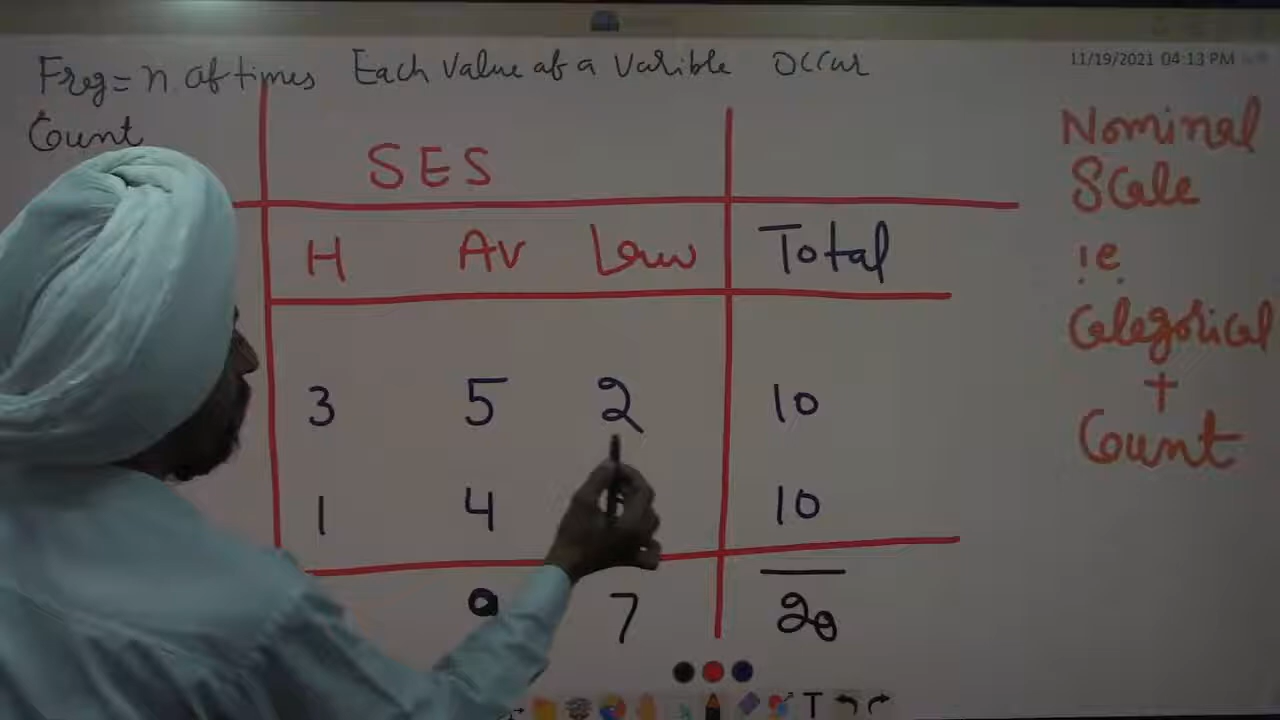 Freq = n of times Each Value of a Varible Occur
11/19/2021 04:13 PM
Count
Nominal
Scale
ie
Categorical
+
Count
SES
H AV Low Total
3 5 2 10
1 4 10
9 7 20
T